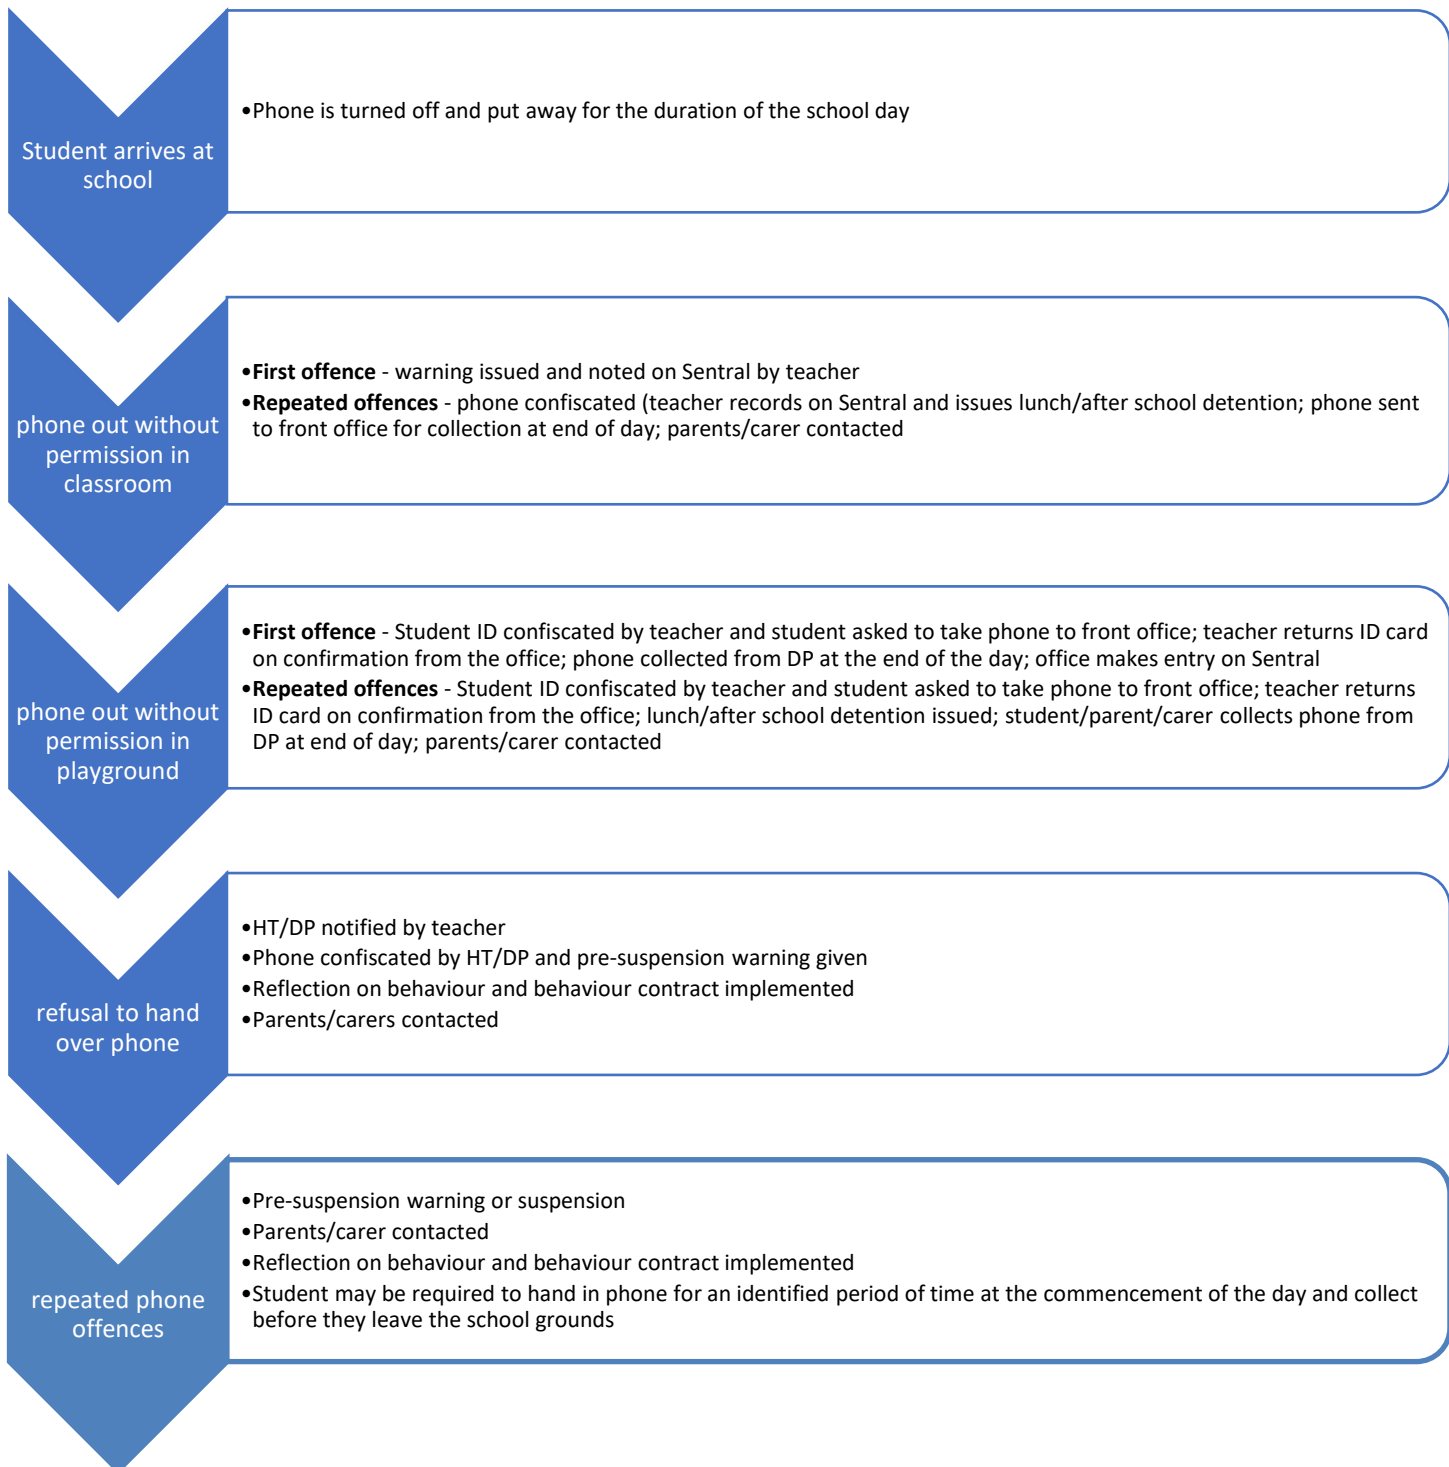 Student arrives at
school
•Phone is turned off and put away for the duration of the school day
phone out without
permission in
classroom
•First offence - warning issued and noted on Sentral by teacher
•Repeated offences - phone confiscated (teacher records on Sentral and issues lunch/after school detention; phone sent
to front office for collection at end of day; parents/carer contacted
phone out without
permission in
playground
•First offence - Student ID confiscated by teacher and student asked to take phone to front office; teacher returns ID card
on confirmation from the office; phone collected from DP at the end of the day; office makes entry on Sentral
•Repeated offences - Student ID confiscated by teacher and student asked to take phone to front office; teacher returns
ID card on confirmation from the office; lunch/after school detention issued; student/parent/carer collects phone from
DP at end of day; parents/carer contacted
refusal to hand
over phone
•HT/DP notified by teacher
•Phone confiscated by HT/DP and pre-suspension warning given
•Reflection on behaviour and behaviour contract implemented
•Parents/carers contacted
repeated phone
offences
•Pre-suspension warning or suspension
•Parents/carer contacted
•Reflection on behaviour and behaviour contract implemented
•Student may be required to hand in phone for an identified period of time at the commencement of the day and collect
before they leave the school grounds